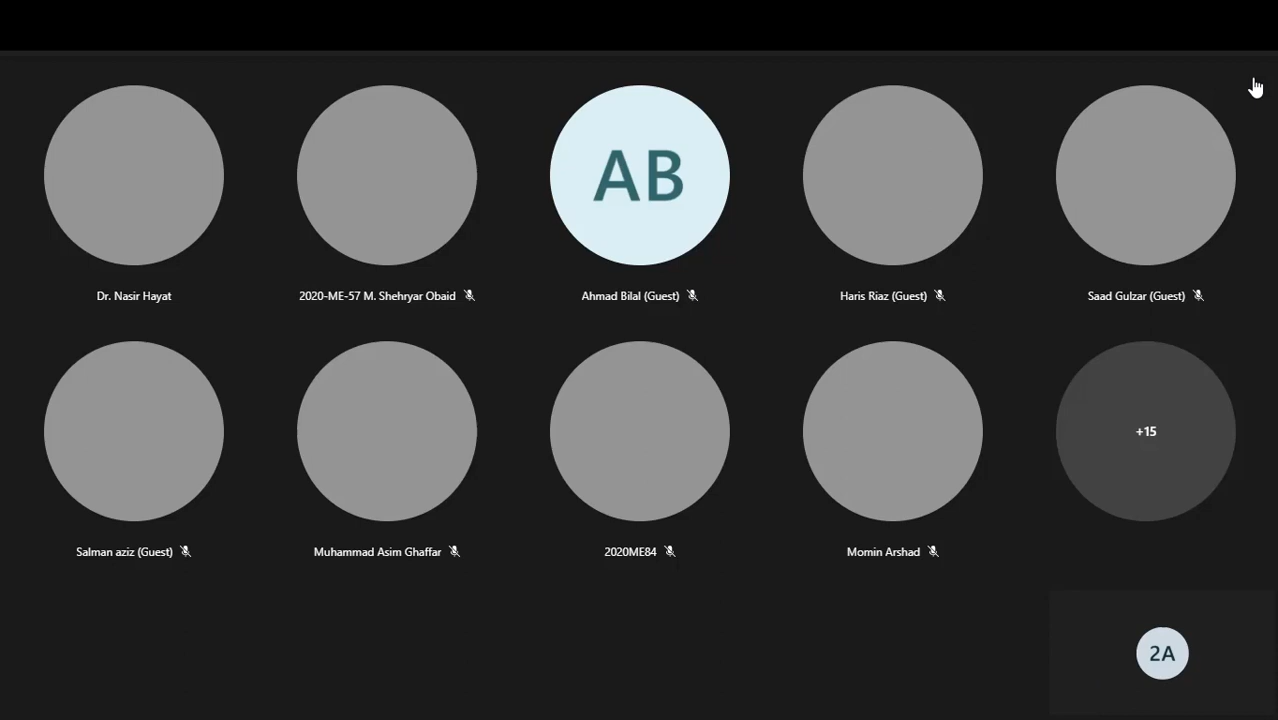 AB
Dr. Nasir Hayat
2020-ME-57 M. Shehryar Obaid
Ahmad Bilal (Guest)
Haris Riaz (Guest)
Saad Gulzar (Guest)
+15
Salman aziz (Guest)
Muhammad Asim Ghaffar
2020ME84
Momin Arshad
2A